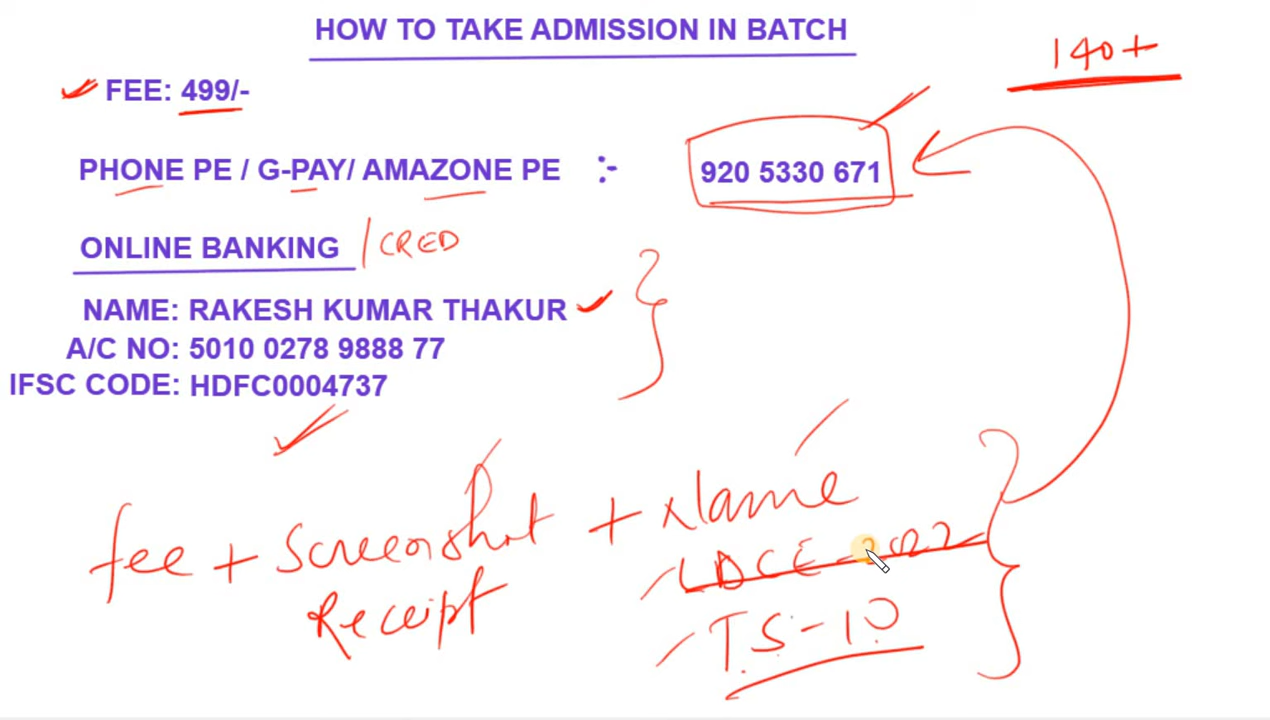 HOW TO TAKE ADMISSION IN BATCH
140+
FEE: 499/-
PHONE PE / G-PAY/ AMAZONE PE :- 920 5330 671
ONLINE BANKING / CRED
NAME: RAKESH KUMAR THAKUR
A/C NO: 5010 0278 9888 77
IFSC CODE: HDFC0004737
fee + Screenshot + Name
Receipt LDCE-2022
T.S-10